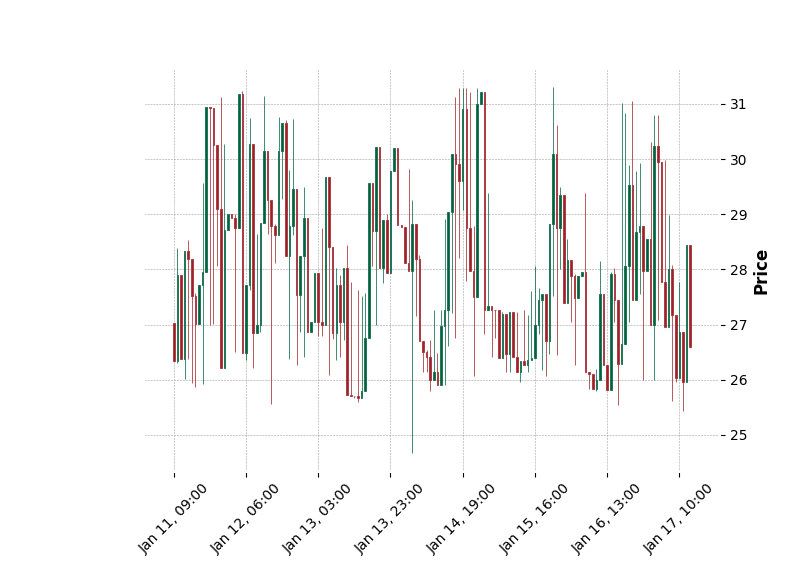 31
30
29
28
27
26
25
Price
Jan 11, 09:00
Jan 12, 06:00
Jan 13, 03:00
Jan 13, 23:00
Jan 14, 19:00
Jan 15, 16:00
Jan 16, 13:00
Jan 17, 10:00